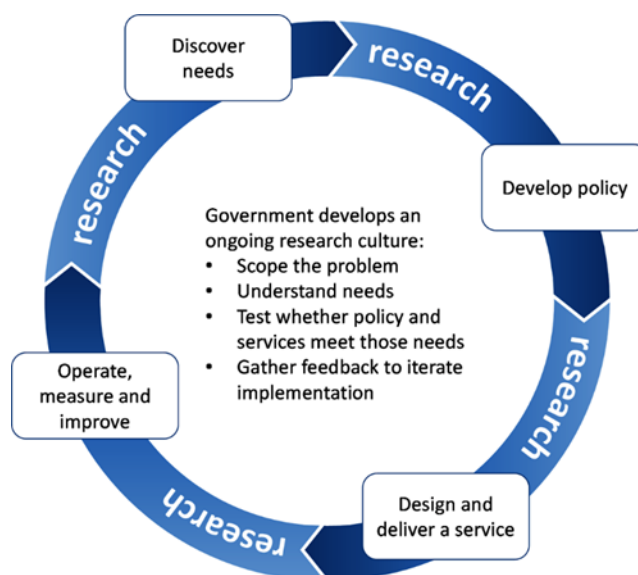 Discover
needs
research
Develop policy
research
Design and
deliver a service
research
Operate,
measure and
improve
research
Government develops an
ongoing research culture:
• Scope the problem
• Understand needs
• Test whether policy and
services meet those needs
• Gather feedback to iterate
implementation